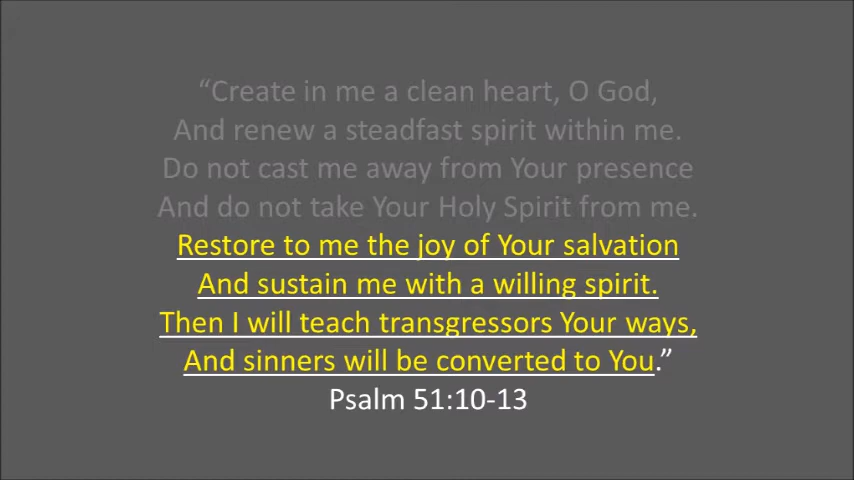 “Create in me a clean heart, O God,
And renew a steadfast spirit within me.
Do not cast me away from Your presence
And do not take Your Holy Spirit from me.
Restore to me the joy of Your salvation
And sustain me with a willing spirit.
Then I will teach transgressors Your ways,
And sinners will be converted to You.”
Psalm 51:10-13